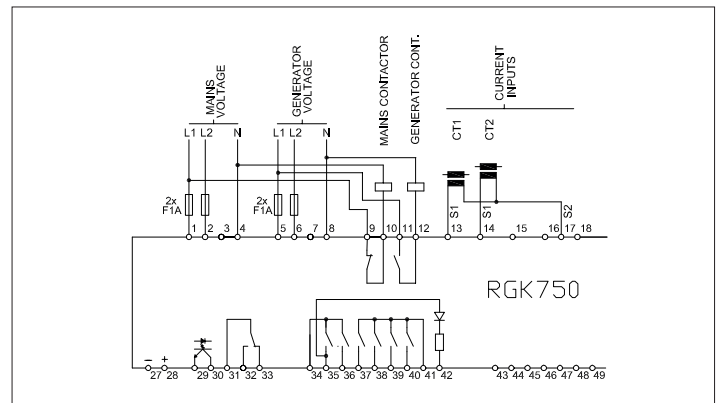 MAINS VOLTAGE
GENERATOR VOLTAGE
MAINS CONTACTOR
GENERATOR CONT.
CURRENT INPUTS
CT1
CT2
L1 L2 N
L1 L2 N
2x F1A
2x F1A
S1
S1
S2
1 2 3 4 5 6 7 8 9 10 11 12 13 14 15 16 17 18
RGK750
− +
27 28 29 30 31 32 33 34 35 36 37 38 39 40 41 42 43 44 45 46 47 48 49